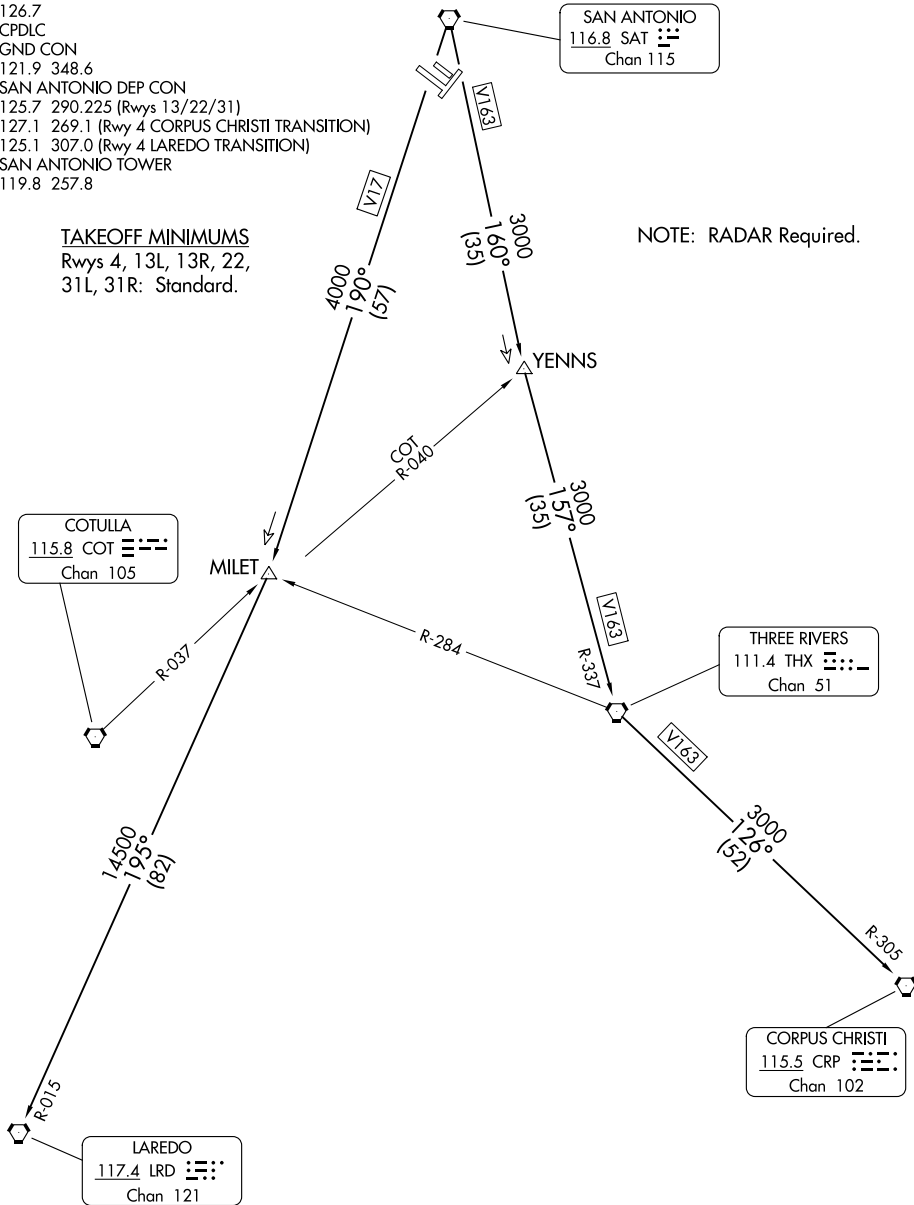 126.7
CPDLC
GND CON
121.9 348.6
SAN ANTONIO DEP CON
125.7 290.225 (Rwys 13/22/31)
127.1 269.1 (Rwy 4 CORPUS CHRISTI TRANSITION)
125.1 307.0 (Rwy 4 LAREDO TRANSITION)
SAN ANTONIO TOWER
119.8 257.8
SAN ANTONIO
116.8 SAT
Chan 115
TAKEOFF MINIMUMS
Rwys 4, 13L, 13R, 22,
31L, 31R: Standard.
NOTE: RADAR Required.
V17
4000
190°
(57)
V163
3000
160°
(35)
YENNS
COT
R-040
3000
157°
(35)
COTULLA
115.8 COT
Chan 105
MILET
R-037
R-284
V163
R-337
THREE RIVERS
111.4 THX
Chan 51
V163
3000
126°
(52)
14500
195°
(82)
R-305
CORPUS CHRISTI
115.5 CRP
Chan 102
R-015
LAREDO
117.4 LRD
Chan 121